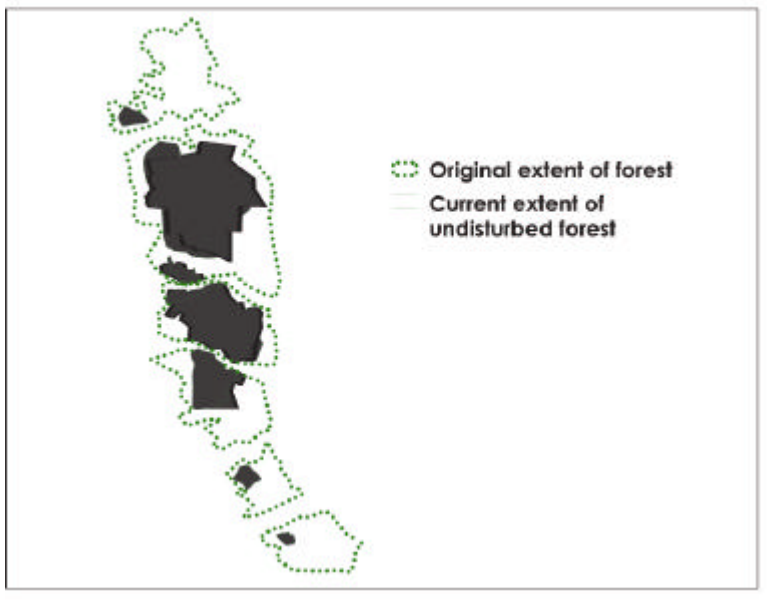 Original extent of forest
Current extent of
undisturbed forest